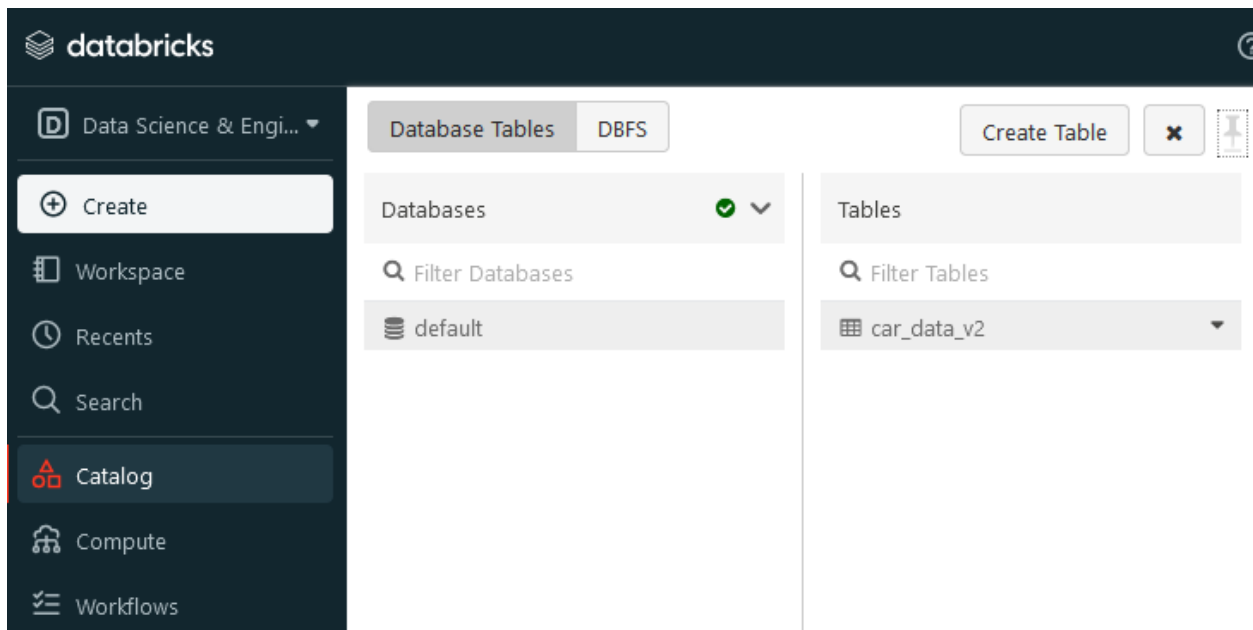 databricks
Data Science & Engi...
Create
Workspace
Recents
Search
Catalog
Compute
Workflows
Database Tables
DBFS
Create Table
Databases
Filter Databases
default
Tables
Filter Tables
car_data_v2